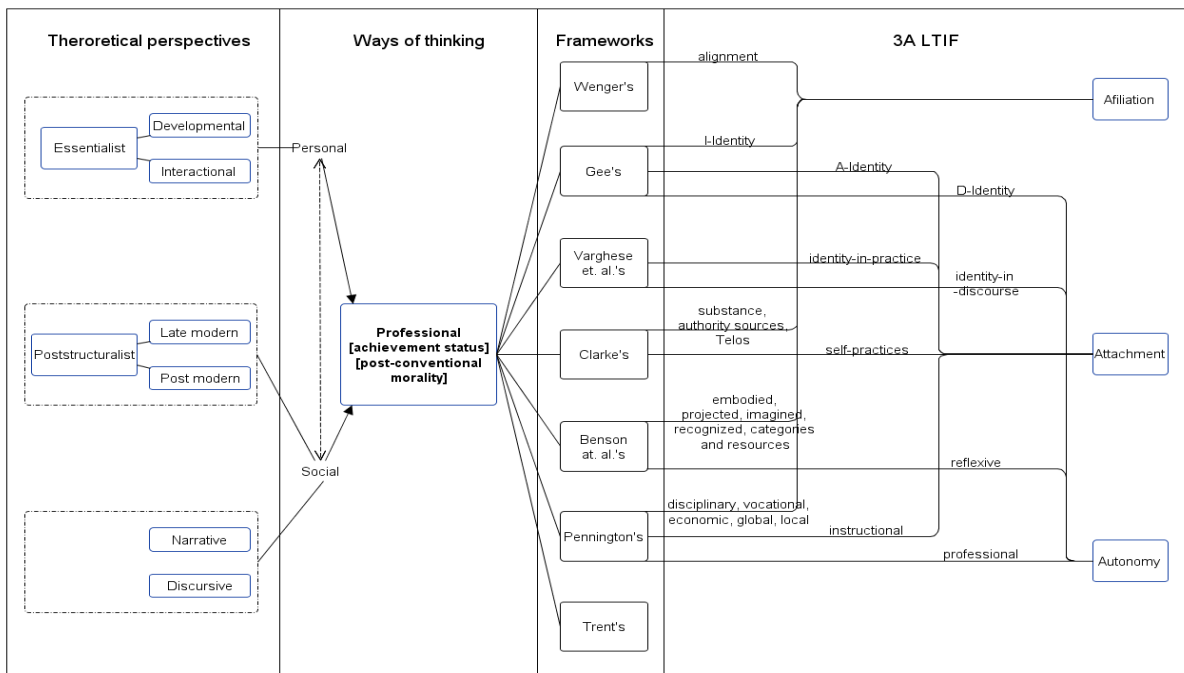 Theroretical perspectives
Ways of thinking
Frameworks
3A LTIF
Essentialist
Developmental
Interactional
Poststructuralist
Late modern
Post modern
Narrative
Discursive
Personal
Social
Professional
[achievement status]
[post-conventional
morality]
Wenger's
Gee's
Varghese
et. al.'s
Clarke's
Benson
at. al.'s
Pennington's
Trent's
alignment
I-Identity
A-Identity
D-Identity
identity-in-practice
identity-in
-discourse
substance,
authority sources,
Telos
self-practices
embodied,
projected, imagined,
recognized, categories
and resources
reflexive
disciplinary, vocational,
economic, global, local
instructional
professional
Afiliation
Attachment
Autonomy